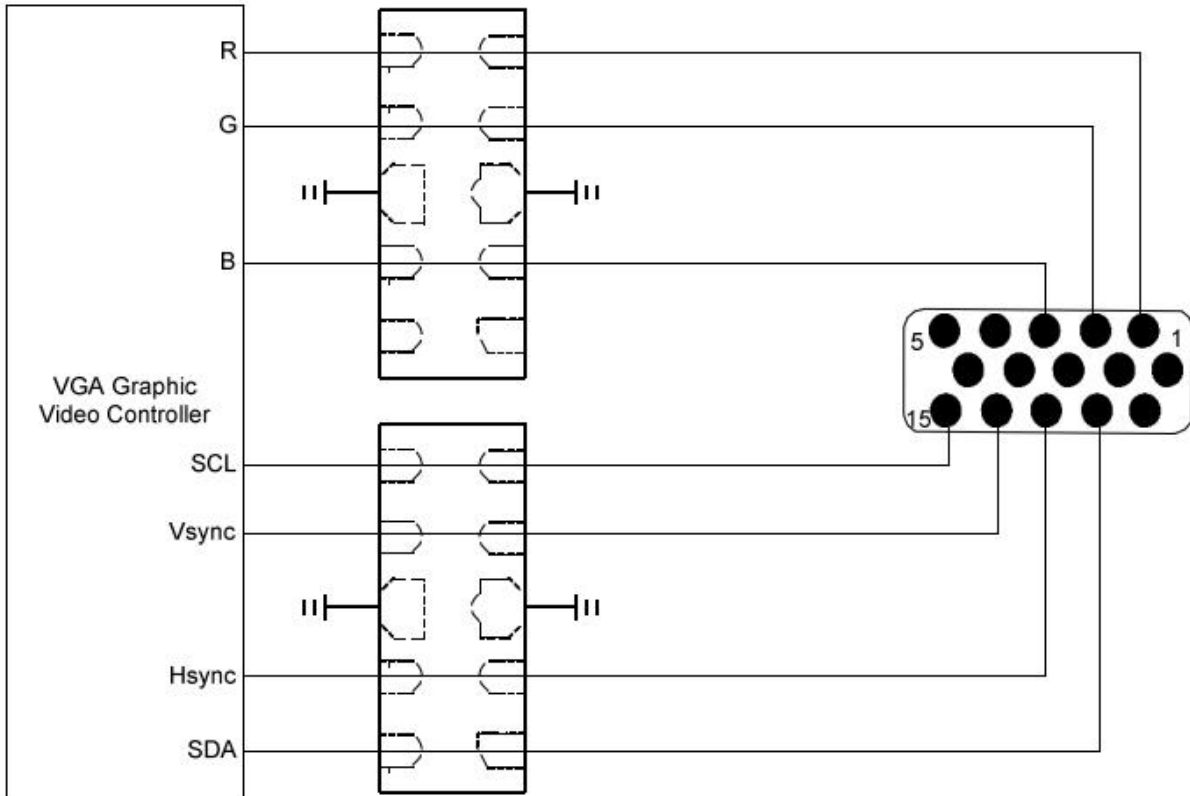 R
G
B
VGA Graphic
Video Controller
SCL
Vsync
Hsync
SDA
5
1
15